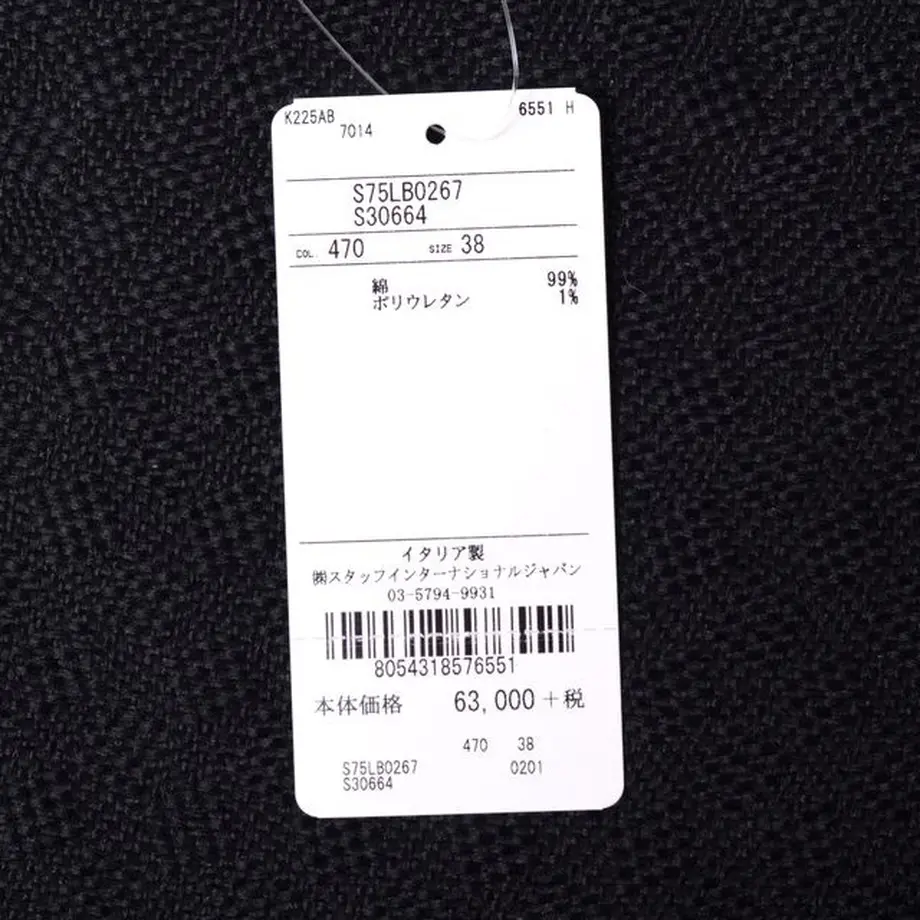 K225AB
7014
6551 H
S75LB0267
S30664
COL. 470 SIZE 38
綿 99%
ポリウレタン 1%
イタリア製
㈱スタッフインターナショナルジャパン
03-5794-9931
8054318576551
本体価格 63,000+税
470 38
S75LB0267 0201
S30664